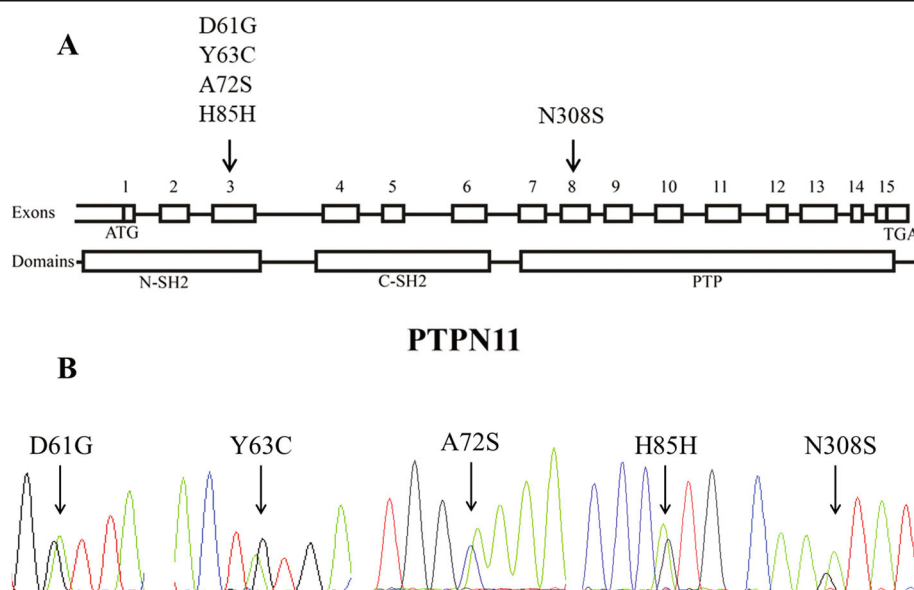 A
D61G
Y63C
A72S
H85H
N308S
1 2 3 4 5 6 7 8 9 10 11 12 13 14 15
Exons
ATG
TGA
Domains
N-SH2 C-SH2 PTP
PTPN11
B
D61G Y63C A72S H85H N308S